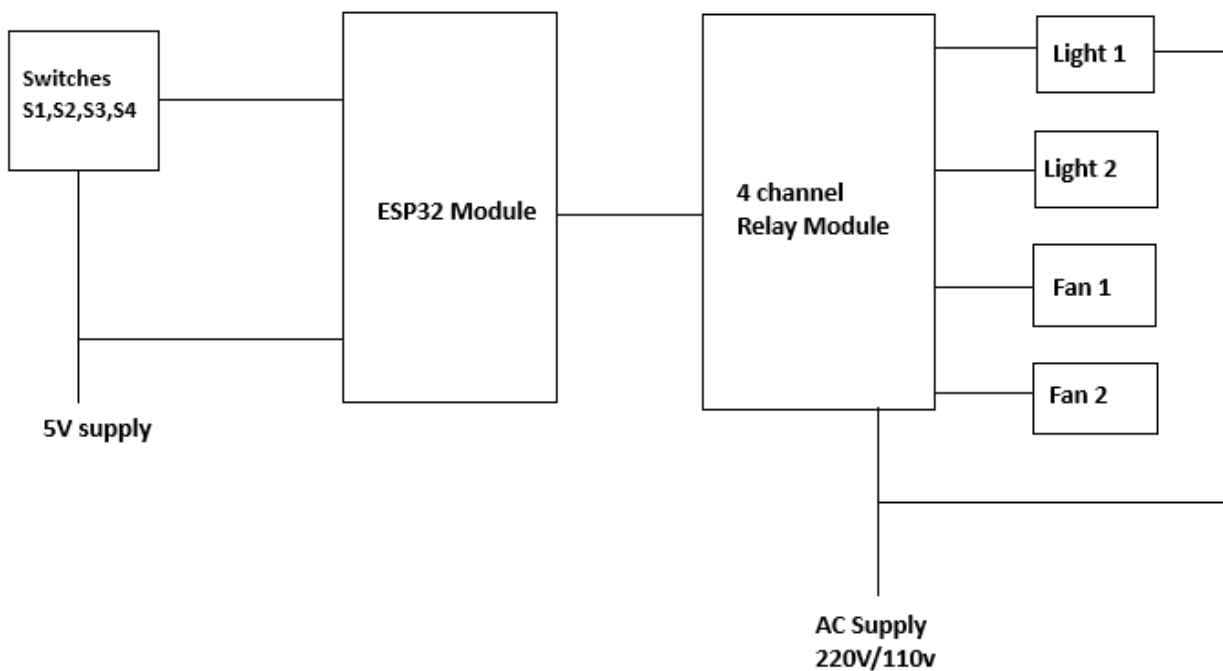 Switches
S1,S2,S3,S4
5V supply
ESP32 Module
4 channel
Relay Module
Light 1
Light 2
Fan 1
Fan 2
AC Supply
220V/110v